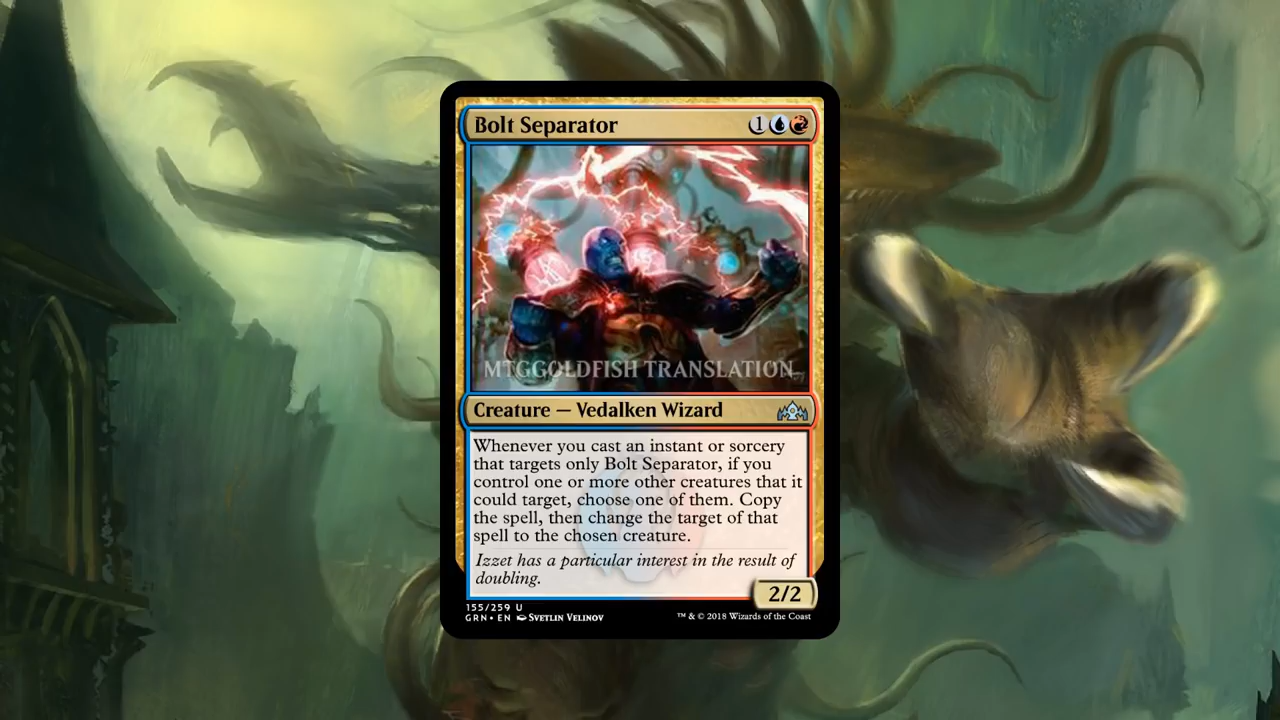 Bolt Separator 1
MTGGOLDFISH TRANSLATION
Creature — Vedalken Wizard
Whenever you cast an instant or sorcery
that targets only Bolt Separator, if you
control one or more other creatures that it
could target, choose one of them. Copy
the spell, then change the target of that
spell to the chosen creature.
Izzet has a particular interest in the result of
doubling.
2/2
155/259 U
GRN • EN Svetlin Velinov
™ & © 2018 Wizards of the Coast